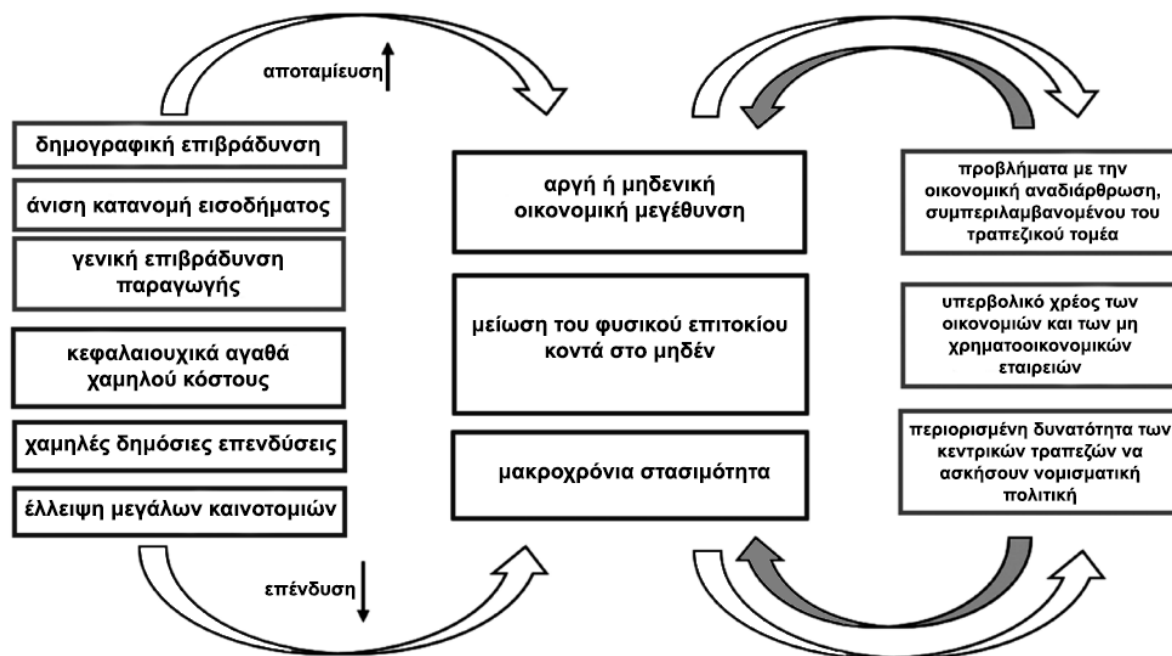 αποταμίευση
δημογραφική επιβράδυνση
άνιση κατανομή εισοδήματος
γενική επιβράδυνση
παραγωγής
κεφαλαιουχικά αγαθά
χαμηλού κόστους
χαμηλές δημόσιες επενδύσεις
έλλειψη μεγάλων καινοτομιών
επένδυση
αργή ή μηδενική
οικονομική μεγέθυνση
μείωση του φυσικού επιτοκίου
κοντά στο μηδέν
μακροχρόνια στασιμότητα
προβλήματα με την
οικονομική αναδιάρθρωση,
συμπεριλαμβανομένου του
τραπεζικού τομέα
υπερβολικό χρέος των
οικονομιών και των μη
χρηματοοικονομικών
εταιρειών
περιορισμένη δυνατότητα των
κεντρικών τραπεζών να
ασκήσουν νομισματική
πολιτική